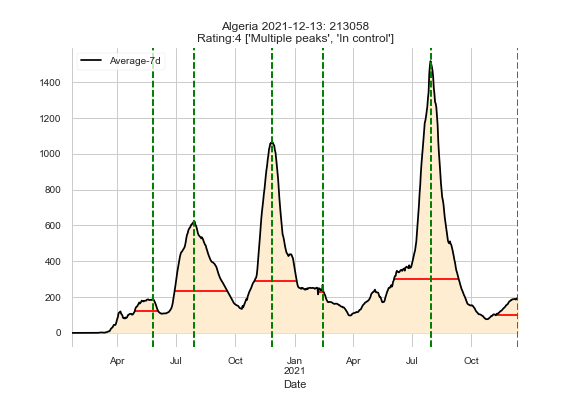 Algeria 2021-12-13: 213058
Rating:4 ['Multiple peaks', 'In control']
Average-7d
1400
1200
1000
800
600
400
200
0
Apr Jul Oct Jan Apr Jul Oct
2021
Date